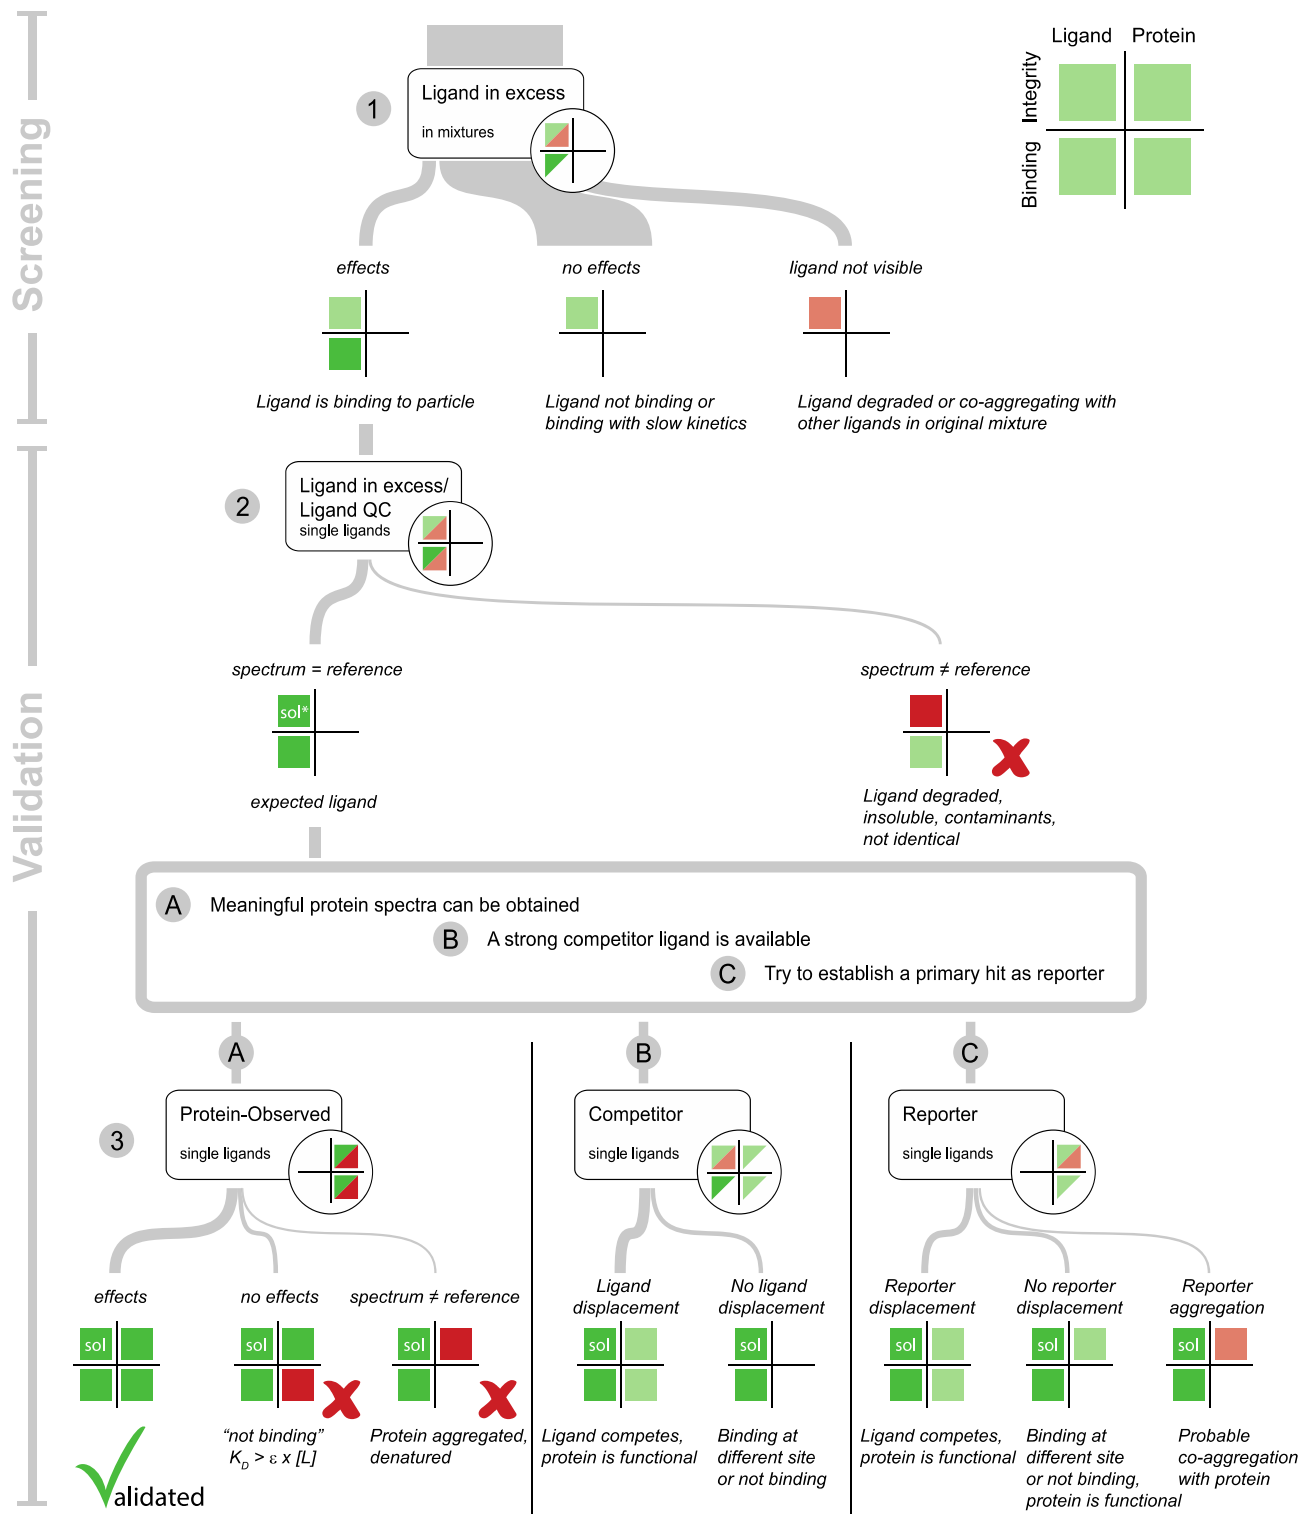 Screening
Validation
Ligand Protein
Integrity
Binding
1
Ligand in excess
in mixtures
effects
no effects
ligand not visible
Ligand is binding to particle
Ligand not binding or
binding with slow kinetics
Ligand degraded or co-aggregating with
other ligands in original mixture
2
Ligand in excess/
Ligand QC
single ligands
spectrum = reference
sol*
expected ligand
spectrum ≠ reference
Ligand degraded,
insoluble, contaminants,
not identical
A Meaningful protein spectra can be obtained
B A strong competitor ligand is available
C Try to establish a primary hit as reporter
A
B
C
3
Protein-Observed
single ligands
Competitor
single ligands
Reporter
single ligands
effects
sol
validated
no effects
sol
“not binding”
K_D > ε x [L]
spectrum ≠ reference
sol
Protein aggregated,
denatured
Ligand
displacement
sol
Ligand competes,
protein is functional
No ligand
displacement
sol
Binding at
different site
or not binding
Reporter
displacement
sol
Ligand competes,
protein is functional
No reporter
displacement
sol
Binding at
different site
or not binding,
protein is functional
Reporter
aggregation
sol
Probable
co-aggregation
with protein